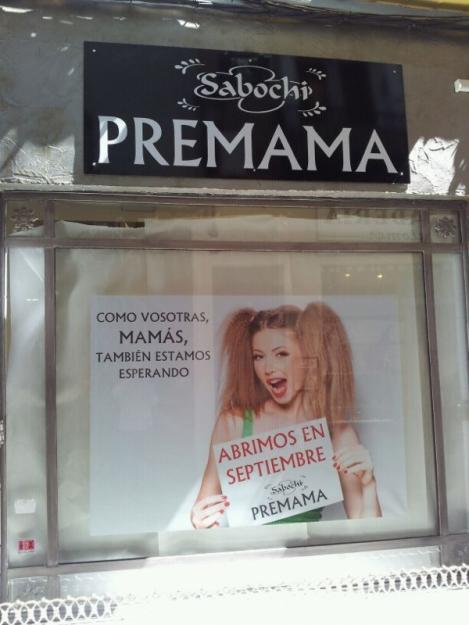 Sabochi
PREMAMA
COMO VOSOTRAS,
MAMÁS,
TAMBIÉN ESTAMOS
ESPERANDO
ABRIMOS EN
SEPTIEMBRE
Sabochi
PREMAMA